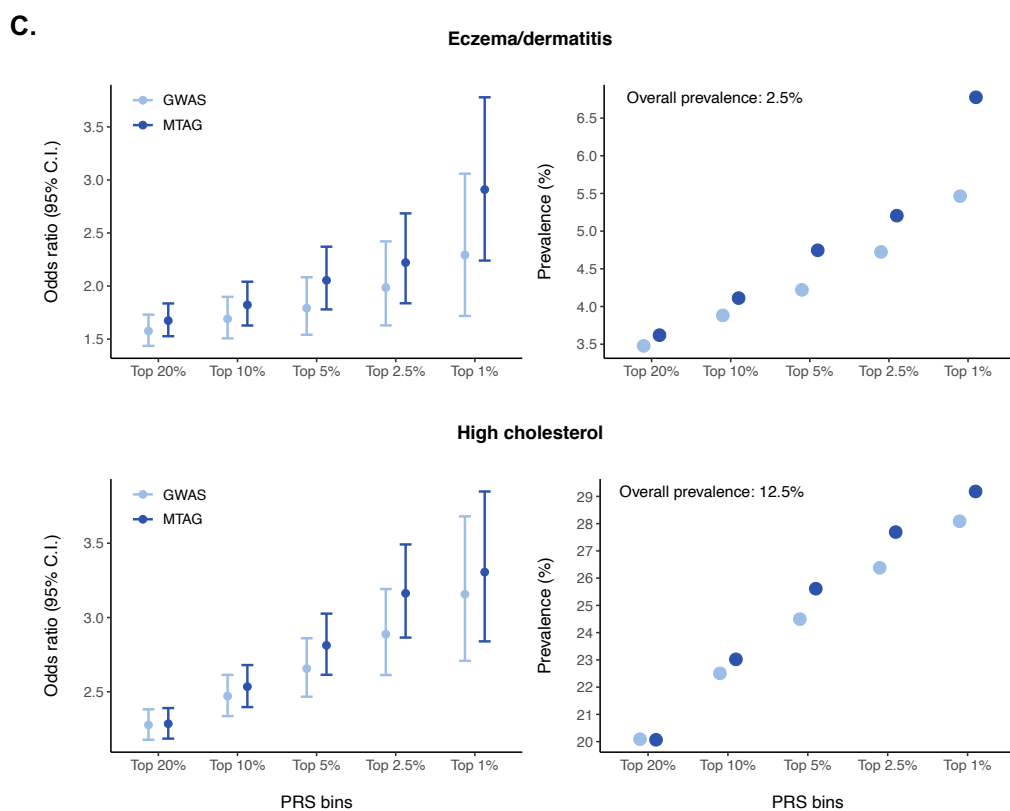 C.
Eczema/dermatitis
GWAS
MTAG
Odds ratio (95% C.I.)
3.5
3.0
2.5
2.0
1.5
Top 20% Top 10% Top 5% Top 2.5% Top 1%
Overall prevalence: 2.5%
Prevalence (%)
6.5
6.0
5.5
5.0
4.5
4.0
3.5
Top 20% Top 10% Top 5% Top 2.5% Top 1%
High cholesterol
GWAS
MTAG
Odds ratio (95% C.I.)
3.5
3.0
2.5
Top 20% Top 10% Top 5% Top 2.5% Top 1%
PRS bins
Overall prevalence: 12.5%
Prevalence (%)
29
28
27
26
25
24
23
22
21
20
Top 20% Top 10% Top 5% Top 2.5% Top 1%
PRS bins